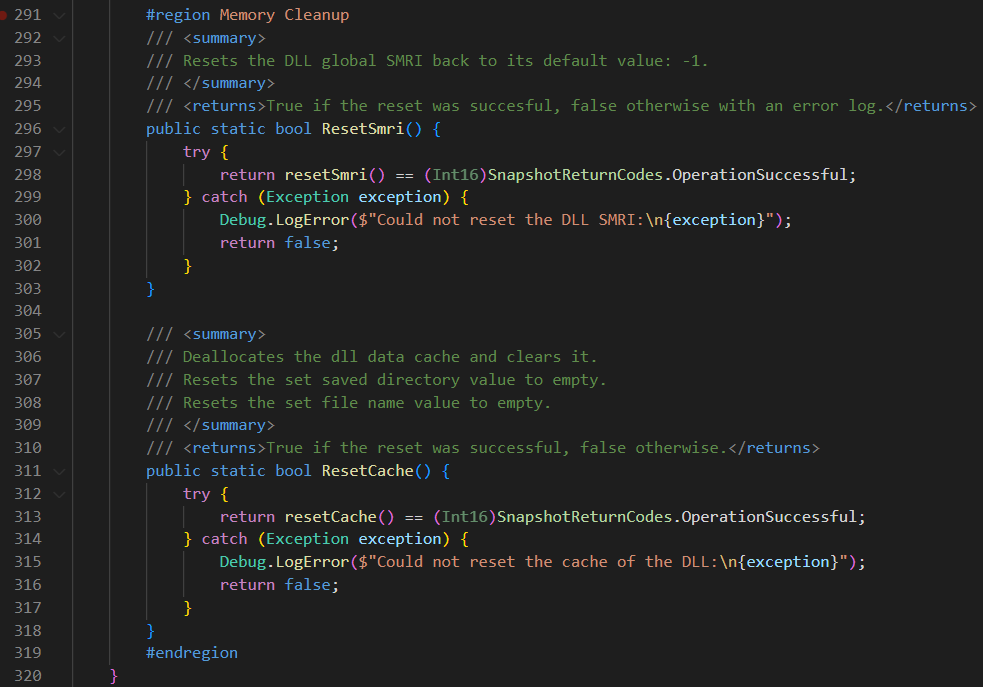 291 #region Memory Cleanup
292 /// <summary>
293 /// Resets the DLL global SMRI back to its default value: -1.
294 /// </summary>
295 /// <returns>True if the reset was succesful, false otherwise with an error log.</returns>
296 public static bool ResetSmri() {
297 try {
298 return resetSmri() == (Int16)SnapshotReturnCodes.OperationSuccessful;
299 } catch (Exception exception) {
300 Debug.LogError($"Could not reset the DLL SMRI:\n{exception}");
301 return false;
302 }
303 }
304
305 /// <summary>
306 /// Deallocates the dll data cache and clears it.
307 /// Resets the set saved directory value to empty.
308 /// Resets the set file name value to empty.
309 /// </summary>
310 /// <returns>True if the reset was successful, false otherwise.</returns>
311 public static bool ResetCache() {
312 try {
313 return resetCache() == (Int16)SnapshotReturnCodes.OperationSuccessful;
314 } catch (Exception exception) {
315 Debug.LogError($"Could not reset the cache of the DLL:\n{exception}");
316 return false;
317 }
318 }
319 #endregion
320 }